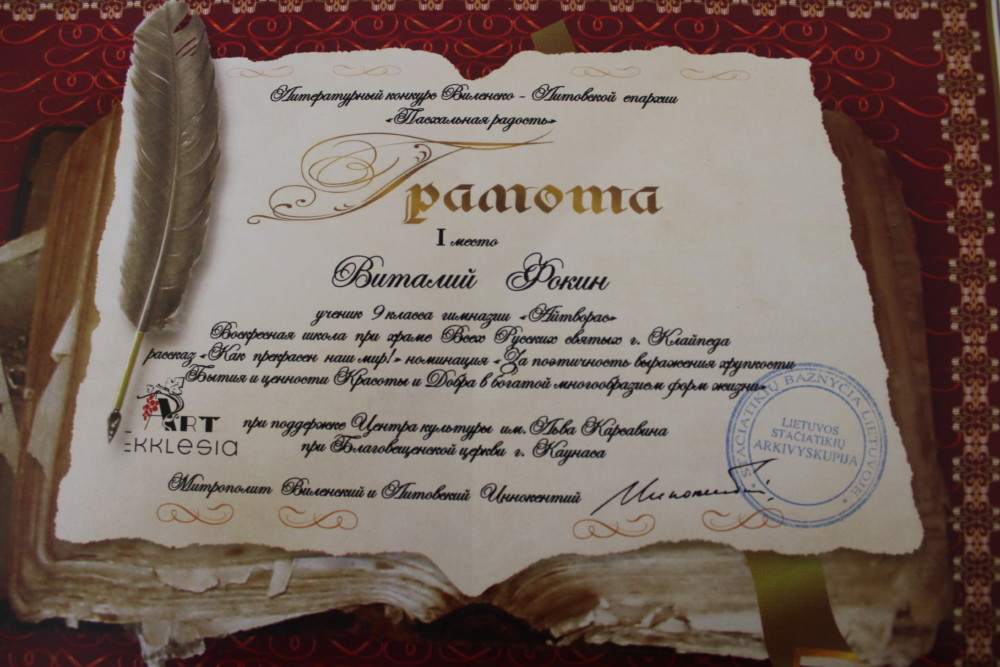 Литературный конкурс Виленско - Литовской епархии
«Пасхальная радость»
Грамота
I место
Виталий Фокин
ученик 9 класса гимназии «Айтворас»
Воскресная школа при храме Всех Русских святых г. Клайпеда
рассказ «Как прекрасен наш мир!» номинация «За поэтичность выражения хрупкости
Бытия и ценности Красоты и Добра в богатой многообразием форм жизни»
ART
EKKLESIA
при поддержке Центра культуры им. Льва Карсавина
при Благовещенской церкви г. Каунаса
Митрополит Виленский и Литовский Иннокентий
STAČIATIKIŲ BAŽNYČIA LIETUVOJE
LIETUVOS
STAČIATIKIŲ
ARKIVYSKUPIJA